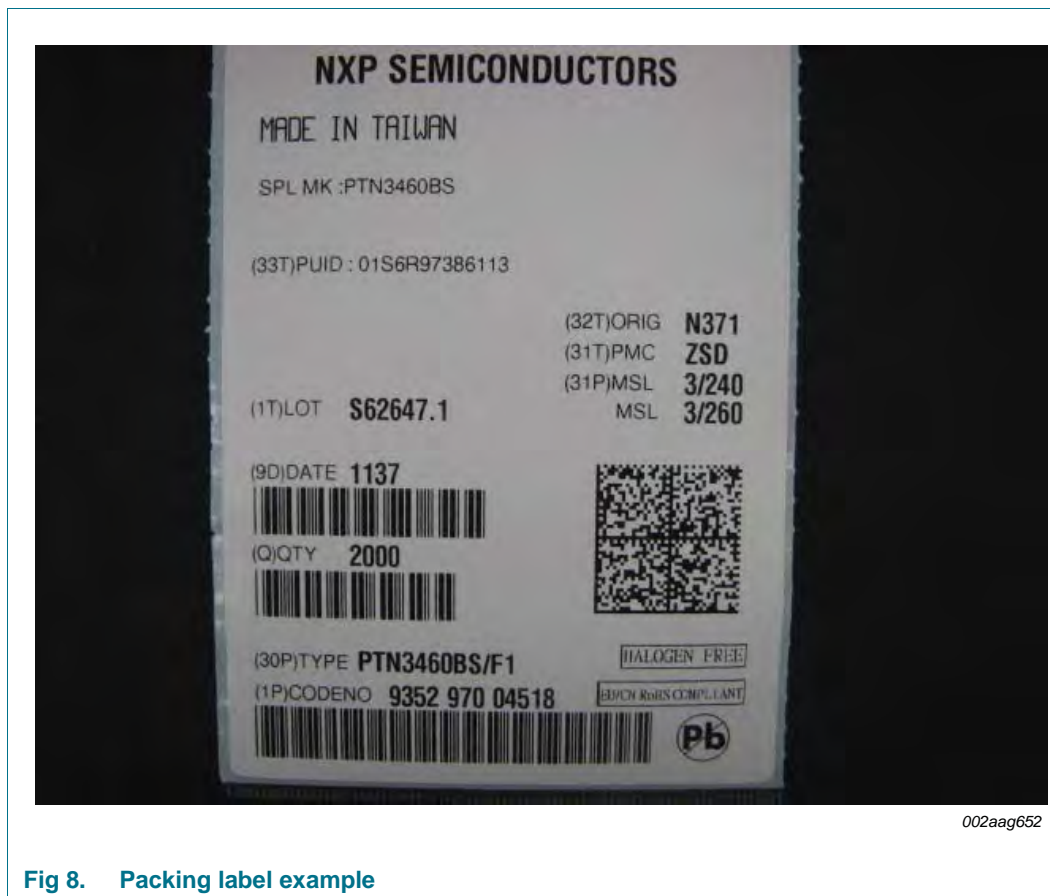 NXP SEMICONDUCTORS
MADE IN TAIWAN
SPL MK :PTN3460BS
(33T)PUID : 01S6R97386113
(32T)ORIG N371
(31T)PMC ZSD
(31P)MSL 3/240
(1T)LOT S62647.1
MSL 3/260
(9D)DATE 1137
(Q)QTY 2000
(30P)TYPE PTN3460BS/F1
HALOGEN FREE
(1P)CODENO 9352 970 04518
EU/CN RoHS COMPLIANT
Pb
002aag652
Fig 8. Packing label example